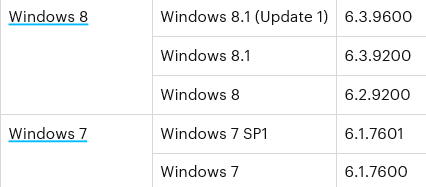 Windows 8 Windows 8.1 (Update 1) 6.3.9600
Windows 8.1 6.3.9200
Windows 8 6.2.9200
Windows 7 Windows 7 SP1 6.1.7601
Windows 7 6.1.7600